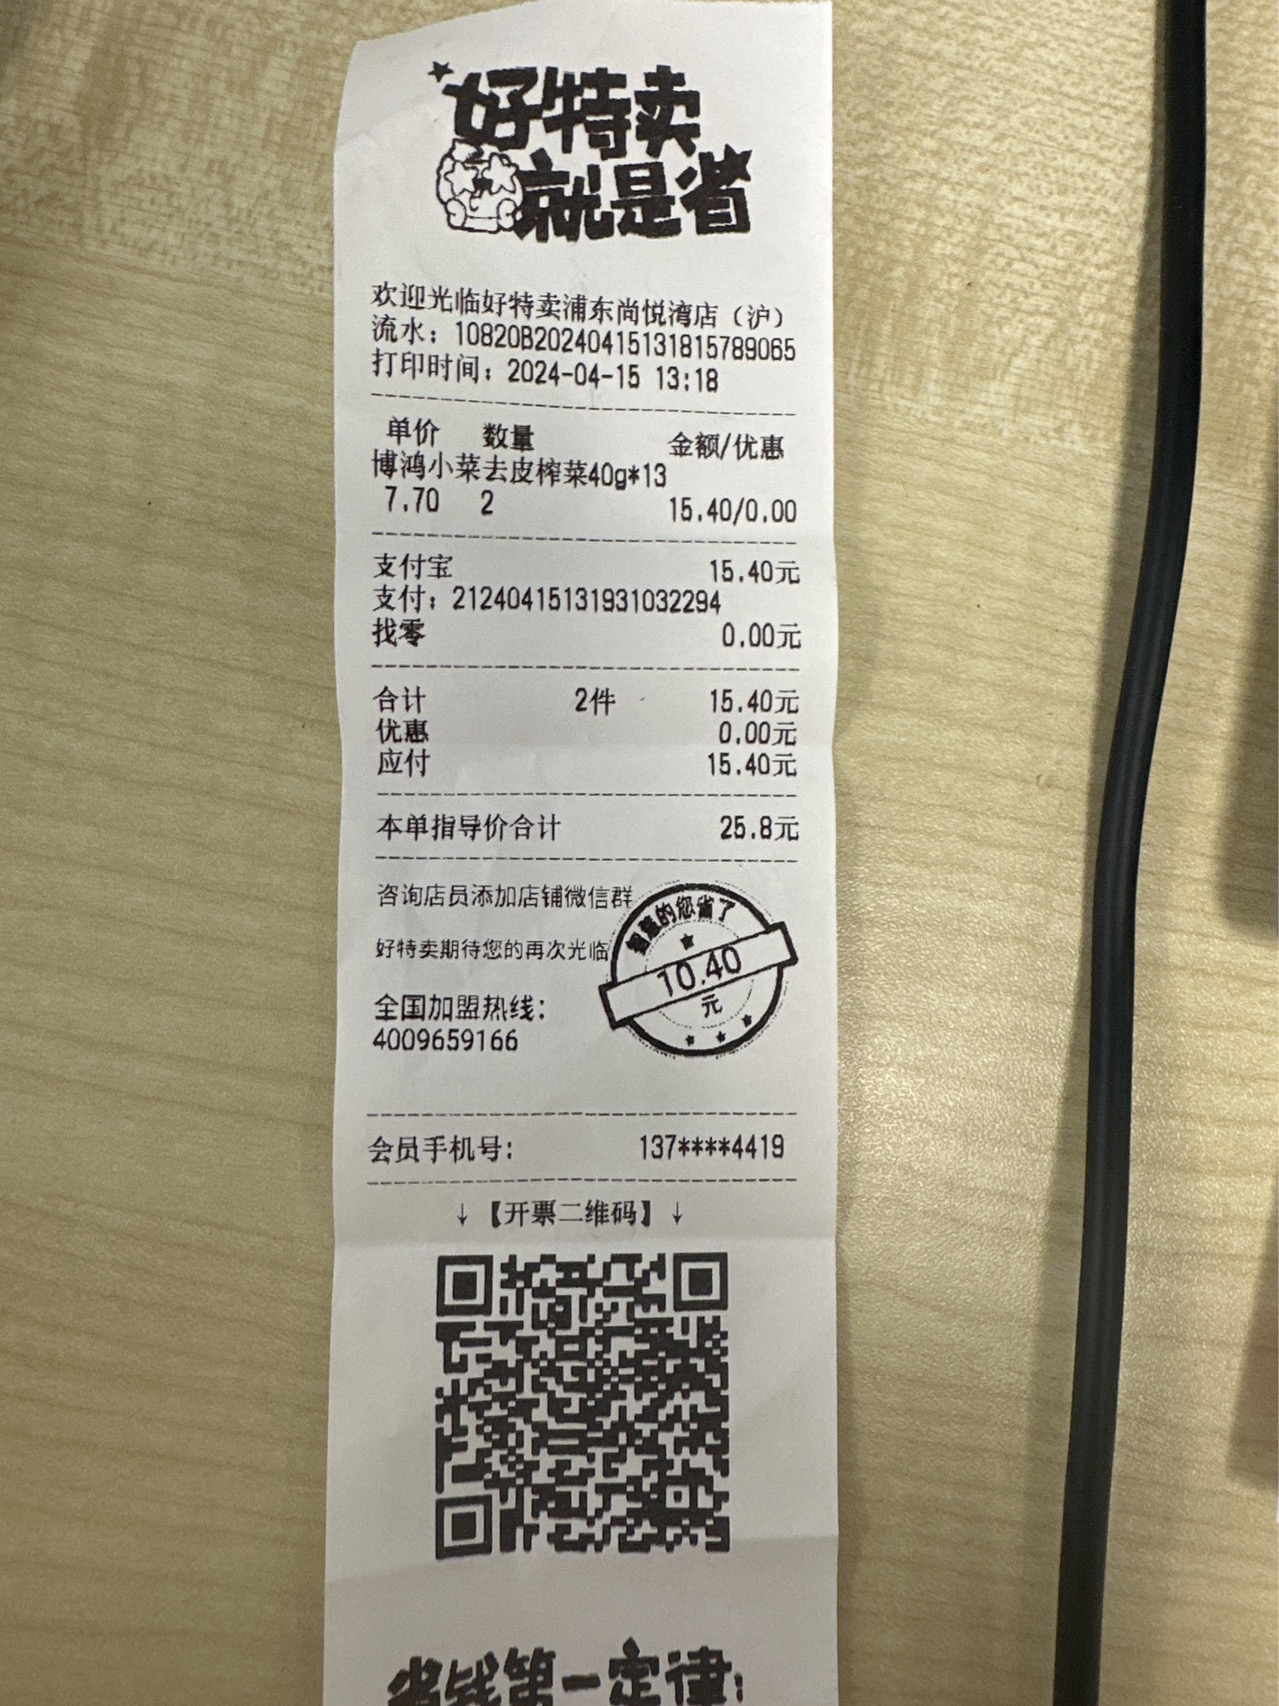 好特卖
就是省
欢迎光临好特卖浦东尚悦湾店（沪）
流水：10820B20240415131815789065
打印时间：2024-04-15 13:18
单价 数量 金额/优惠
博鸿小菜去皮榨菜40g*13
7.70 2 15.40/0.00
支付宝 15.40元
支付：21240415131931032294
找零 0.00元
合计 2件 15.40元
优惠 0.00元
应付 15.40元
本单指导价合计 25.8元
咨询店员添加店铺微信群
好特卖期待您的再次光临
智慧的您省了
10.40
元
全国加盟热线：
4009659166
会员手机号： 137****4419
↓【开票二维码】↓
省钱第一定律：